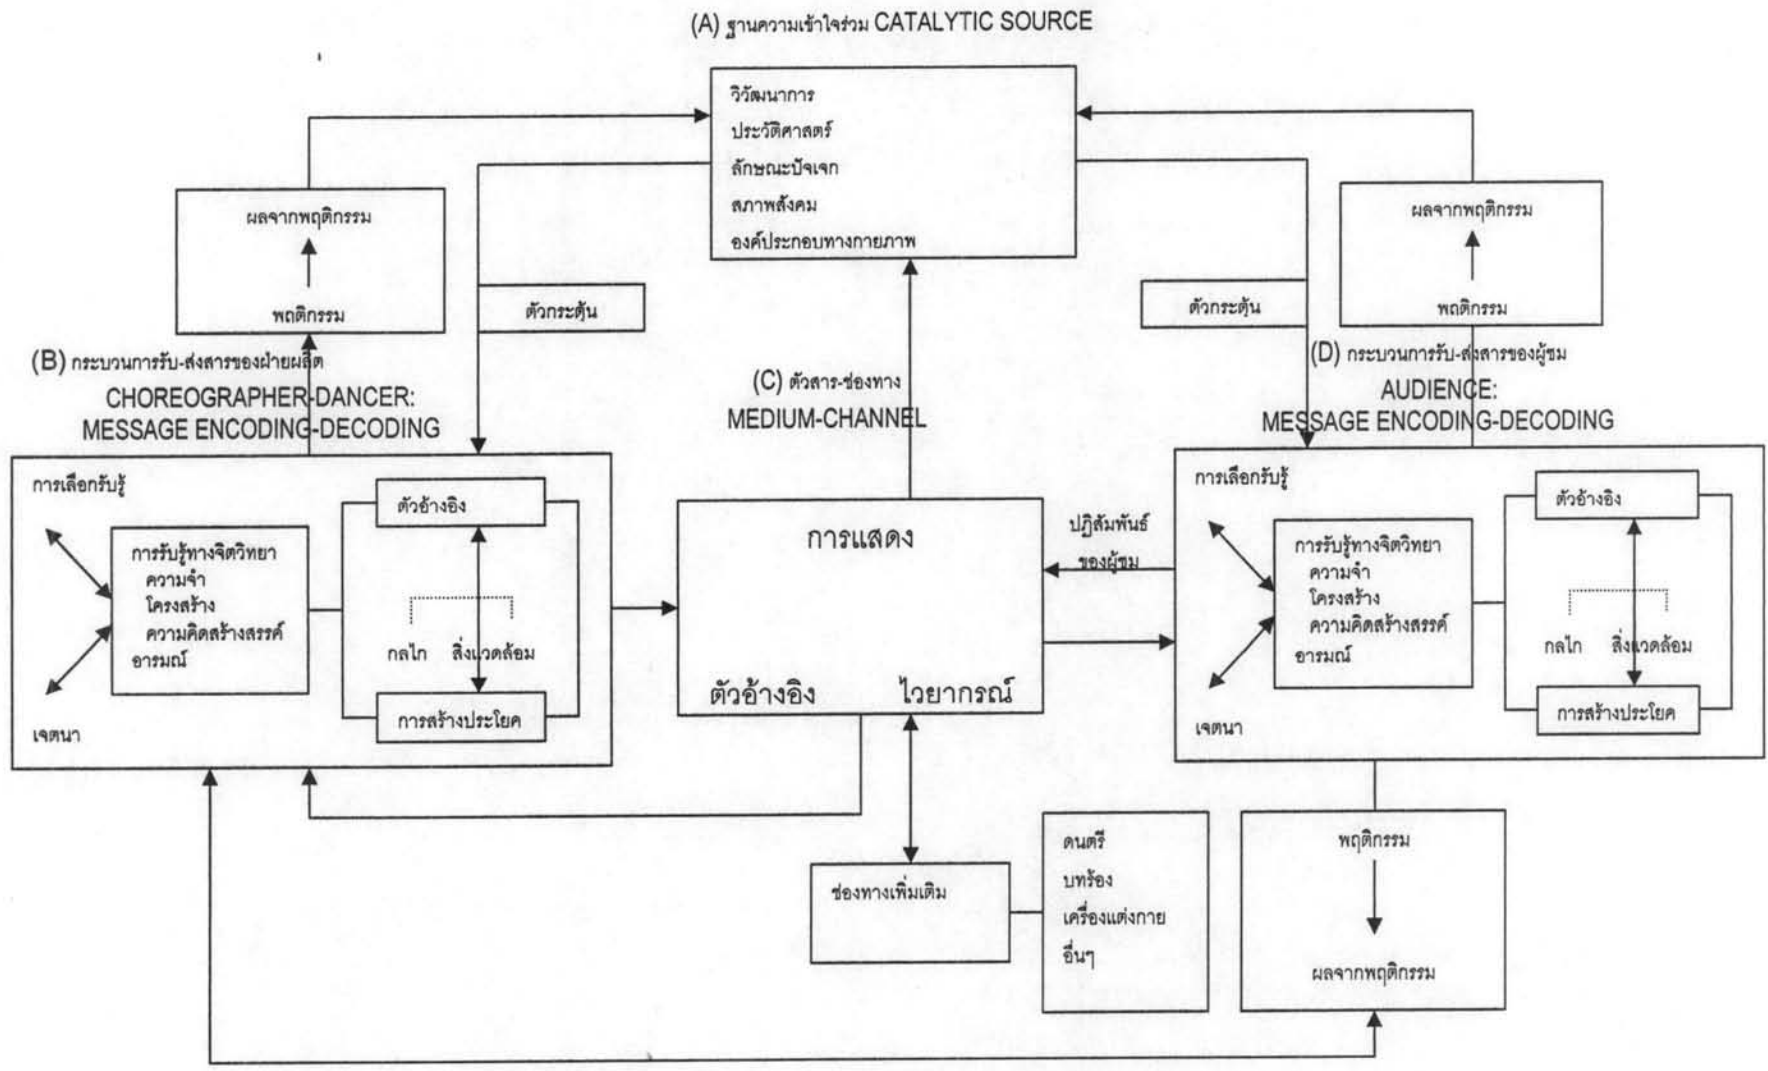 (A) ฐานความเข้าใจร่วม CATALYTIC SOURCE
วิวัฒนาการ
ประวัติศาสตร์
ลักษณะปัจเจก
สภาพสังคม
องค์ประกอบทางกายภาพ
ผลจากพฤติกรรม
พฤติกรรม
ตัวกระตุ้น
ตัวกระตุ้น
ผลจากพฤติกรรม
พฤติกรรม
(B) กระบวนการรับ-ส่งสารของฝ่ายผลิต
CHOREOGRAPHER-DANCER:
MESSAGE ENCODING-DECODING
(C) ตัวสาร-ช่องทาง
MEDIUM-CHANNEL
(D) กระบวนการรับ-ส่งสารของผู้ชม
AUDIENCE:
MESSAGE ENCODING-DECODING
การเลือกรับรู้
การรับรู้ทางจิตวิทยา
ความจำ
โครงสร้าง
ความคิดสร้างสรรค์
อารมณ์
เจตนา
ตัวอ้างอิง
กลไก สิ่งแวดล้อม
การสร้างประโยค
การแสดง
ตัวอ้างอิง ไวยากรณ์
ปฏิสัมพันธ์
ของผู้ชม
การเลือกรับรู้
การรับรู้ทางจิตวิทยา
ความจำ
โครงสร้าง
ความคิดสร้างสรรค์
อารมณ์
เจตนา
ตัวอ้างอิง
กลไก สิ่งแวดล้อม
การสร้างประโยค
ช่องทางเพิ่มเติม
ดนตรี
บทร้อง
เครื่องแต่งกาย
อื่นๆ
พฤติกรรม
ผลจากพฤติกรรม